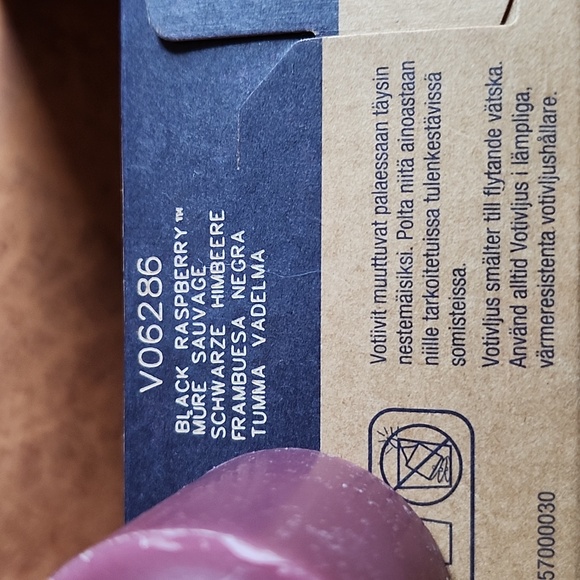 V06286
BLACK RASPBERRY™
MÛRE SAUVAGE
SCHWARZE HIMBEERE
FRAMBUESA NEGRA
TUMMA VADELMA
Votiivit muuttuvat palaessaan täysin
nestemäisiksi. Polta niitä ainoastaan
niille tarkoitetuissa tulenkestävissä
somisteissa.
Votivljus smälter till flytande vätska.
Använd alltid Votivljus i lämpliga,
värmeresistenta votivljushållare.
57000030